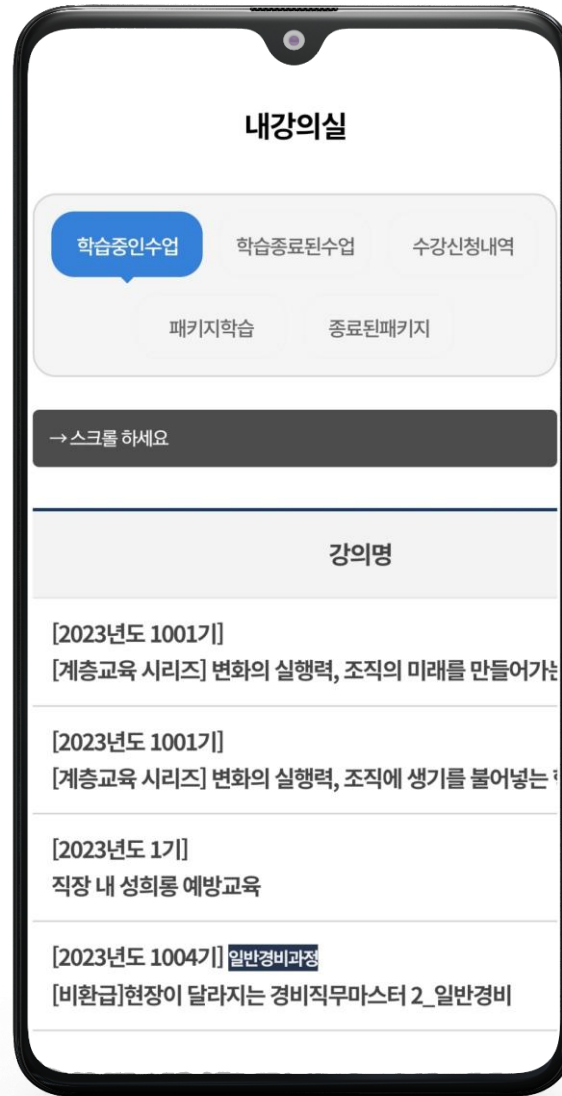 내강의실
학습중인수업 학습종료된수업 수강신청내역
패키지학습 종료된패키지
→ 스크롤 하세요
강의명
[2023년도 1001기]
[계층교육 시리즈] 변화의 실행력, 조직의 미래를 만들어가는
[2023년도 1001기]
[계층교육 시리즈] 변화의 실행력, 조직에 생기를 불어넣는
[2023년도 1기]
직장 내 성희롱 예방교육
[2023년도 1004기] 일반경비과정
[비환급]현장이 달라지는 경비직무마스터 2_일반경비